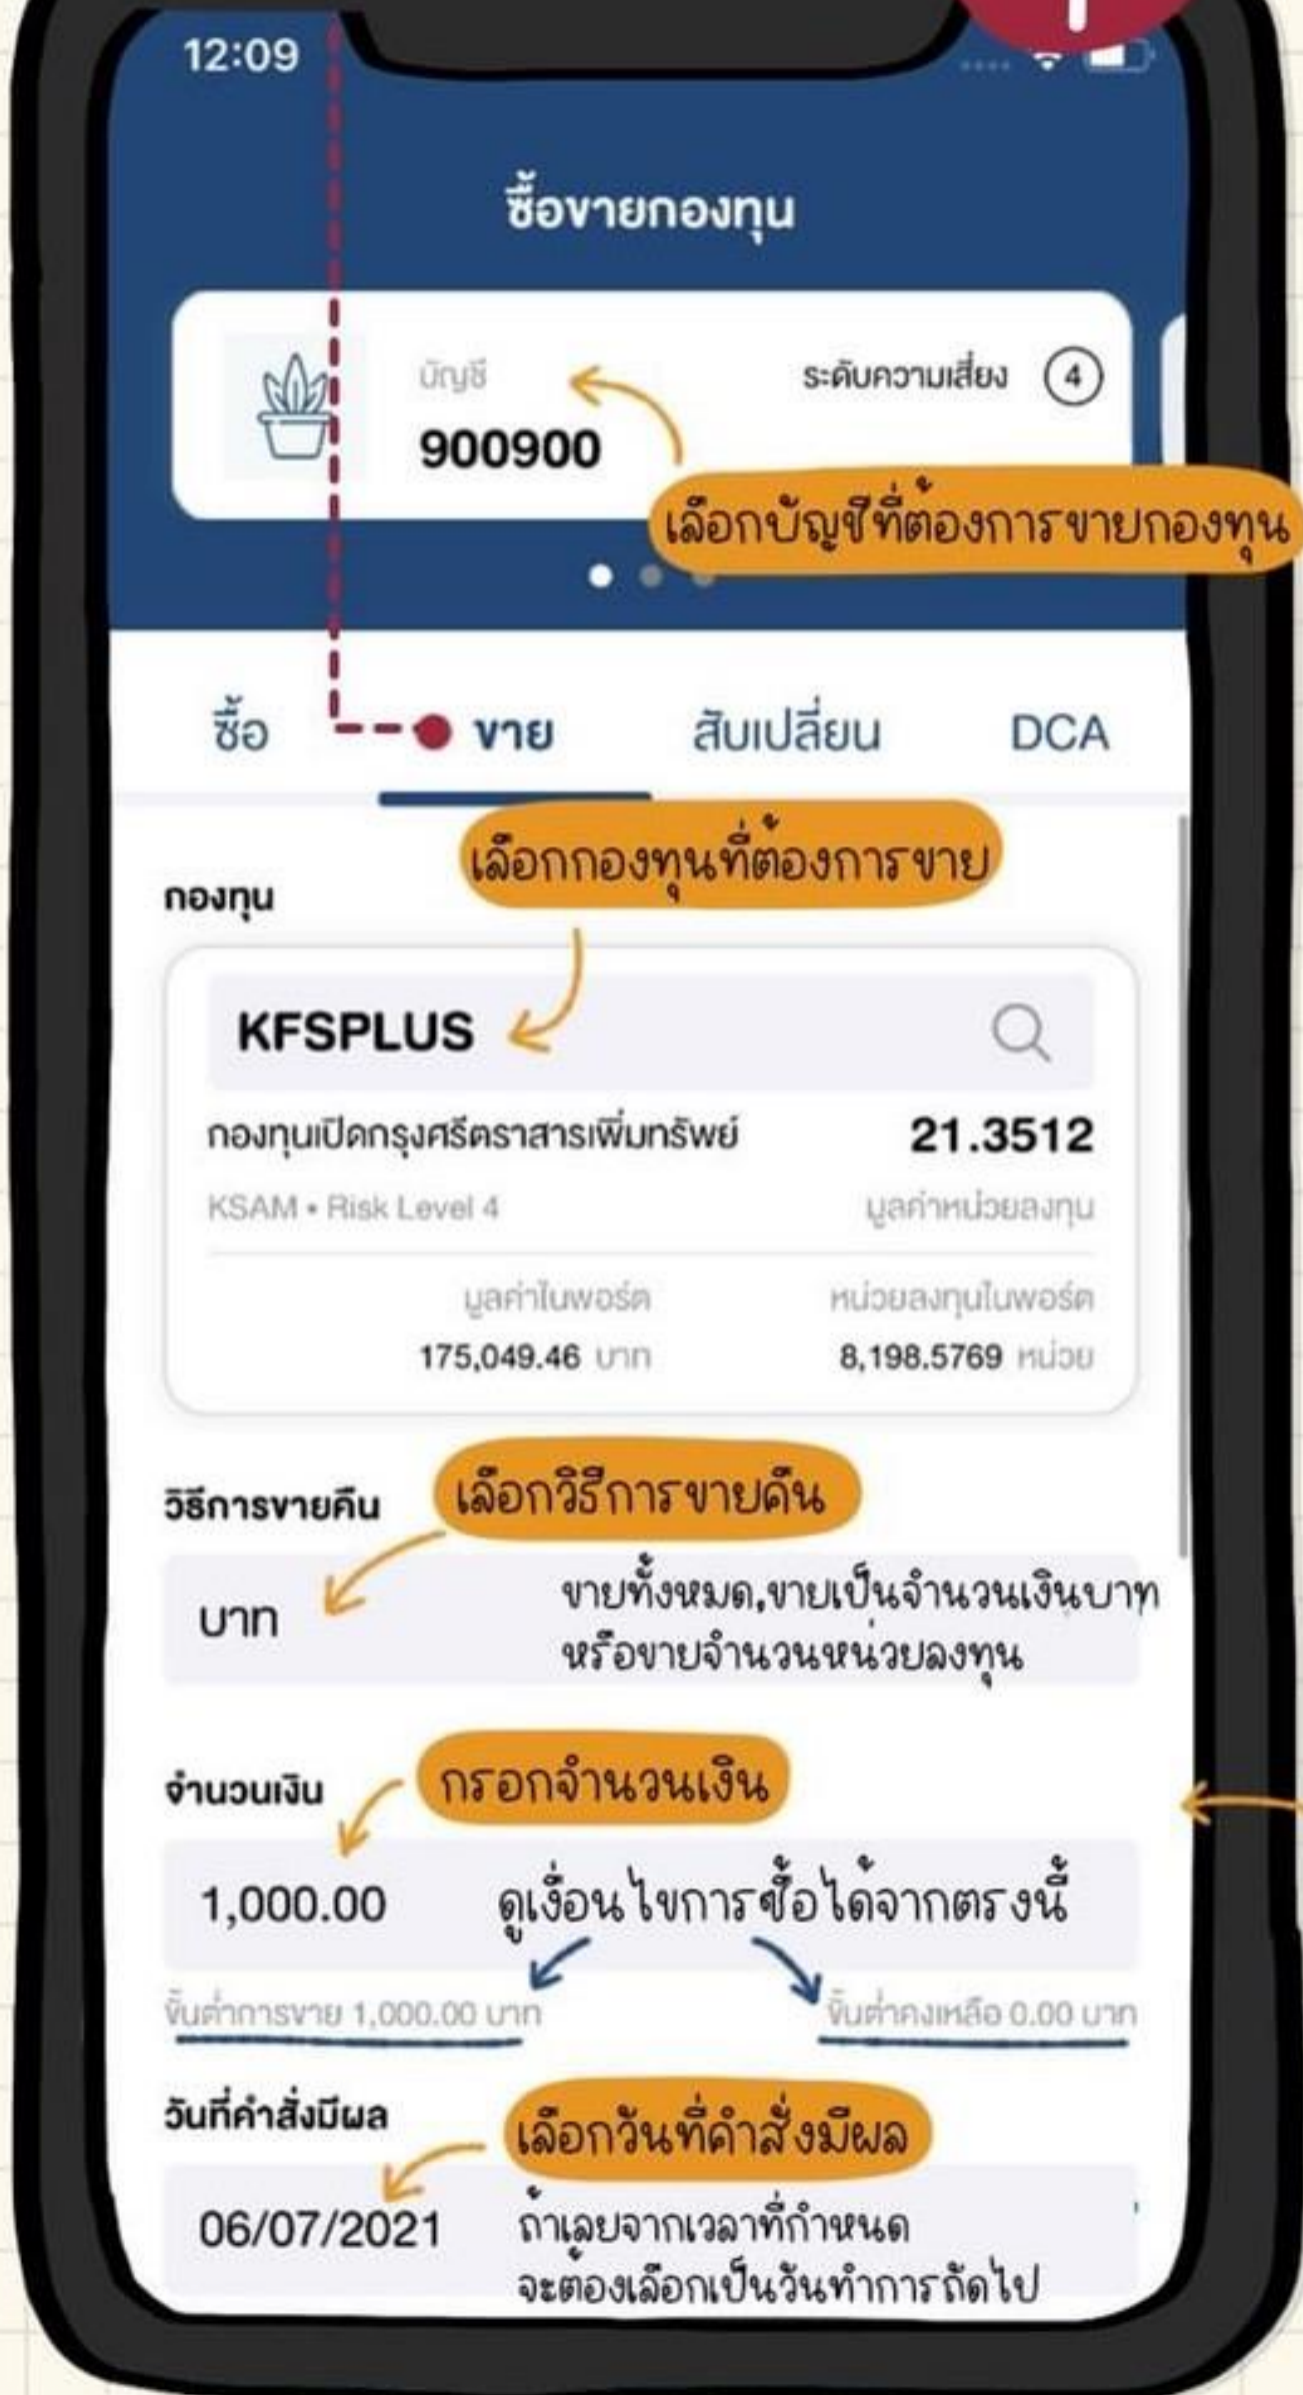 12:09
ซื้อขายกองทุน
บัญชี
ระดับความเสี่ยง 4
900900
เลือกบัญชีที่ต้องการขายกองทุน
ซื้อ ขาย สับเปลี่ยน DCA
เลือกกองทุนที่ต้องการขาย
กองทุน
KFSPLUS
กองทุนเปิดกรุงศรีตราสารเพิ่มทรัพย์ 21.3512
KSAM • Risk Level 4 มูลค่าหน่วยลงทุน
มูลค่าในพอร์ต หน่วยลงทุนในพอร์ต
175,049.46 บาท 8,198.5769 หน่วย
วิธีการขายคืน เลือกวิธีการขายคืน
บาท
ขายทั้งหมด,ขายเป็นจำนวนเงินบาท
หรือขายจำนวนหน่วยลงทุน
จำนวนเงิน กรอกจำนวนเงิน
1,000.00 ดูเงื่อนไขการซื้อได้จากตรงนี้
ขั้นต่ำการขาย 1,000.00 บาท ขั้นต่ำคงเหลือ 0.00 บาท
วันที่คำสั่งมีผล เลือกวันที่คำสั่งมีผล
06/07/2021
ถ้าเลยจากเวลาที่กำหนด
จะต้องเลือกเป็นวันทำการถัดไป